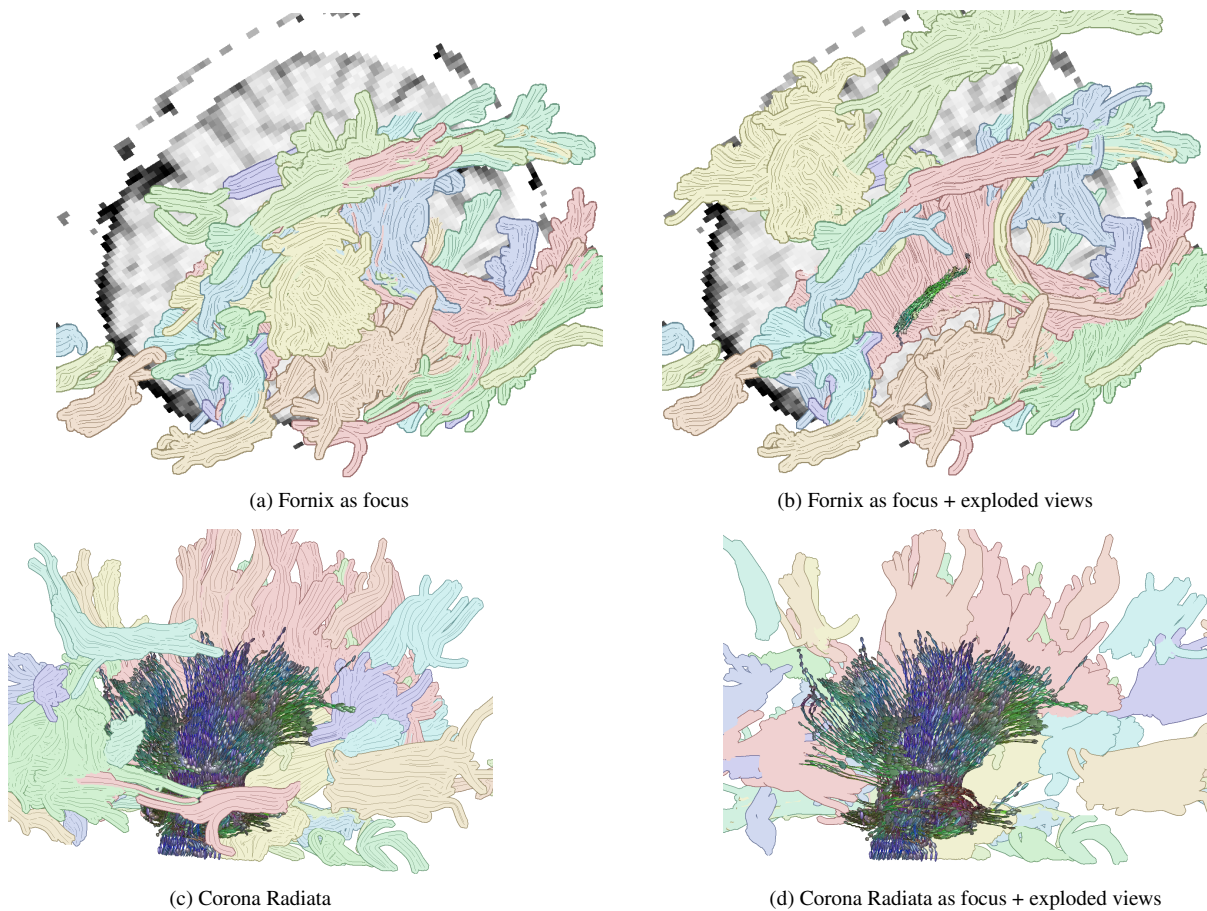 (a) Fornix as focus
(b) Fornix as focus + exploded views
(c) Corona Radiata
(d) Corona Radiata as focus + exploded views